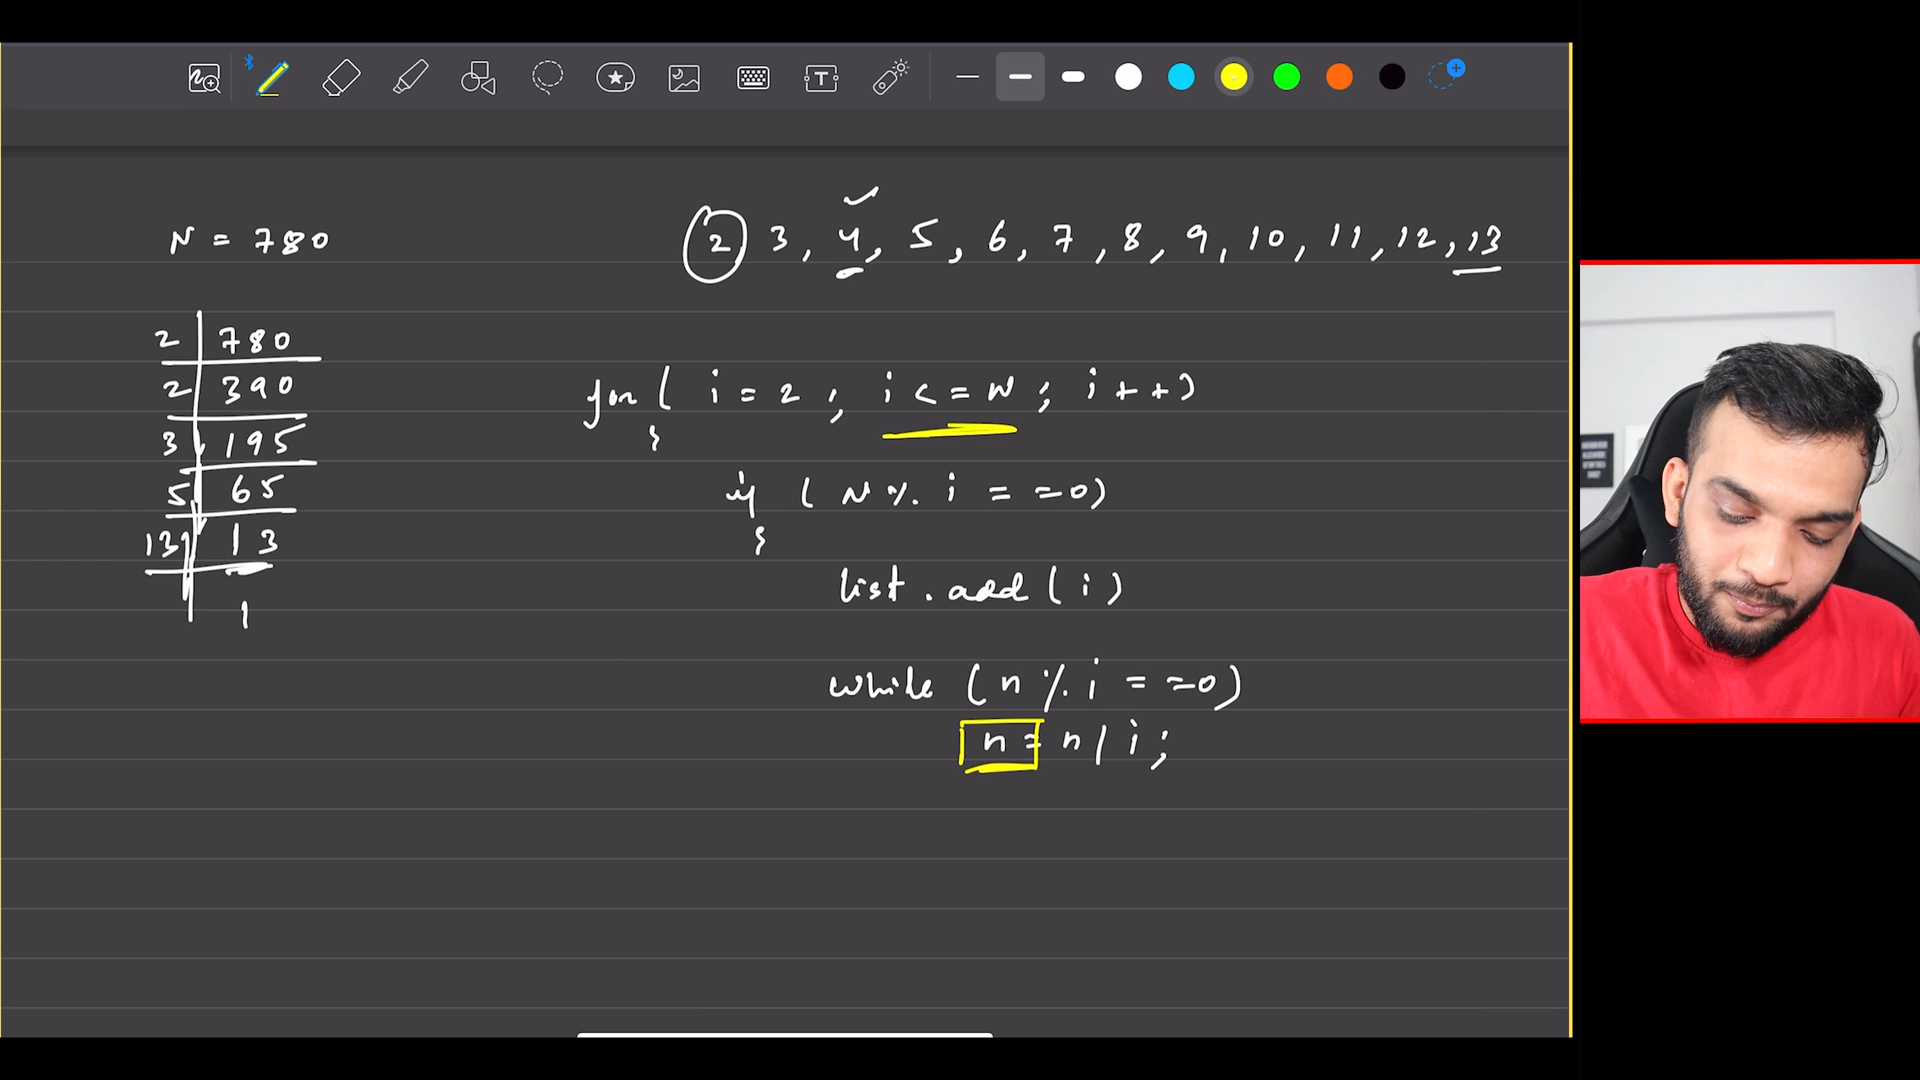 N = 780
2, 3, 4, 5, 6, 7, 8, 9, 10, 11, 12, 13
2 | 780
2 | 390
3 | 195
5 | 65
13 | 13
1
for ( i = 2 ; i <= N ; i ++ )
{
if ( N % i == 0)
{
list . add ( i )
while ( n % i == 0)
n = n / i ;